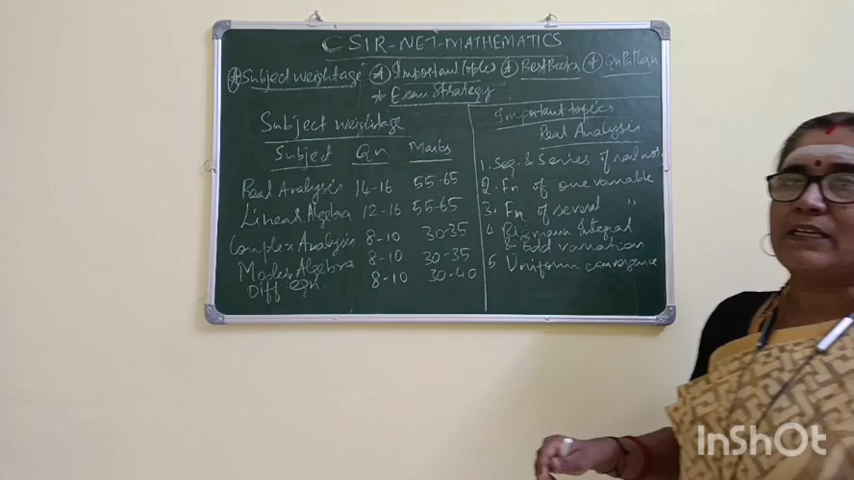 CSIR-NET-MATHEMATICS
* Subject weightage * Important Topics * Best Books * Qn Pattern
* Exam Strategy
Subject weightage
Subject Qn Marks
Real Analysis 14-16 55-65
Linear Algebra 12-16 55-65
Complex Analysis 8-10 30-35
Modern Algebra 8-10 30-35
Diff Eqn. 8-10 30-40
Important topics
Real Analysis
1. Seq. & Series of real nos.
2. Fn of one variable
3. Fn of several "
4 Riemann Integral
& Bdd variation
5 Uniform convergence
InShOt